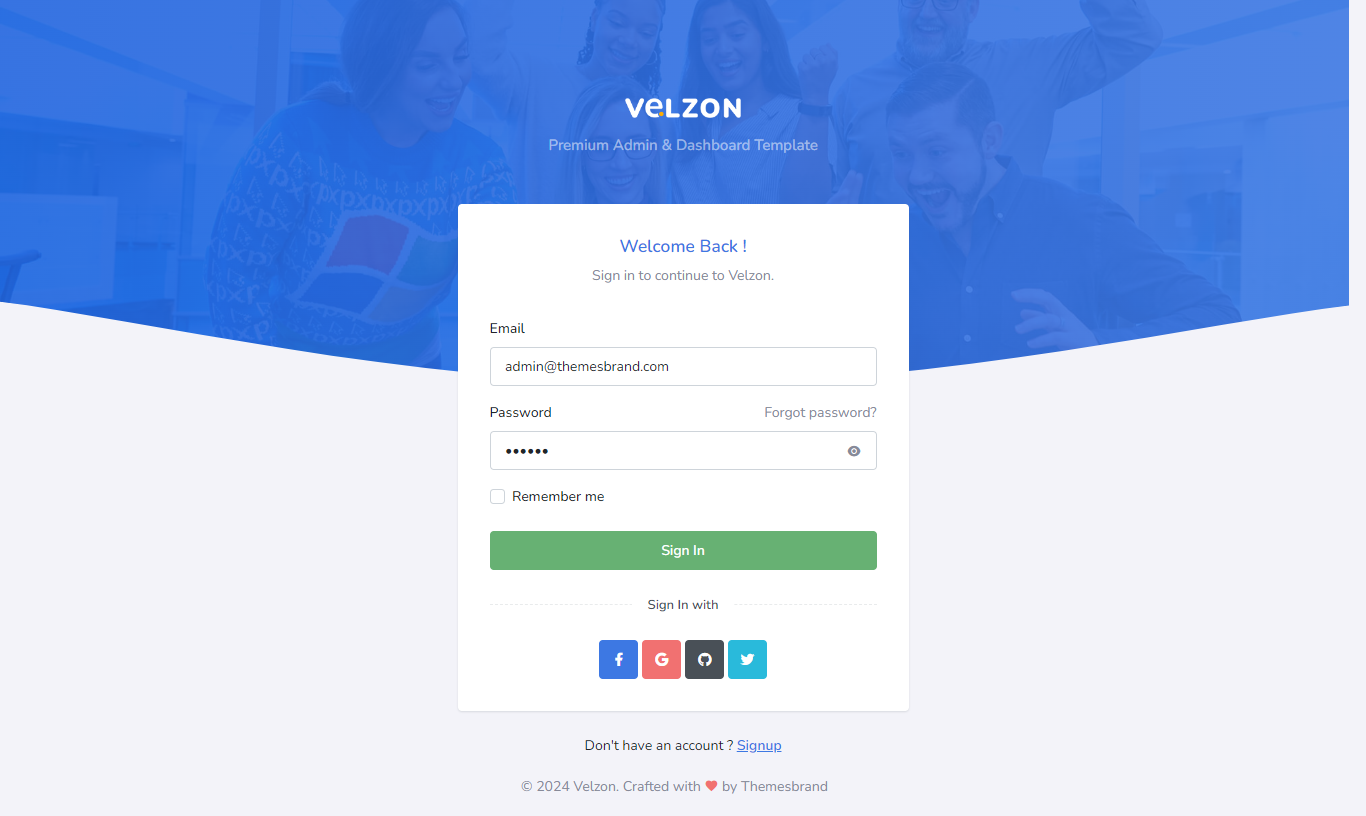 VELZON
Premium Admin & Dashboard Template
Welcome Back !
Sign in to continue to Velzon.
Email
admin@themesbrand.com
Password Forgot password?
••••••
Remember me
Sign In
Sign In with
Don't have an account ? Signup
© 2024 Velzon. Crafted with ❤ by Themesbrand